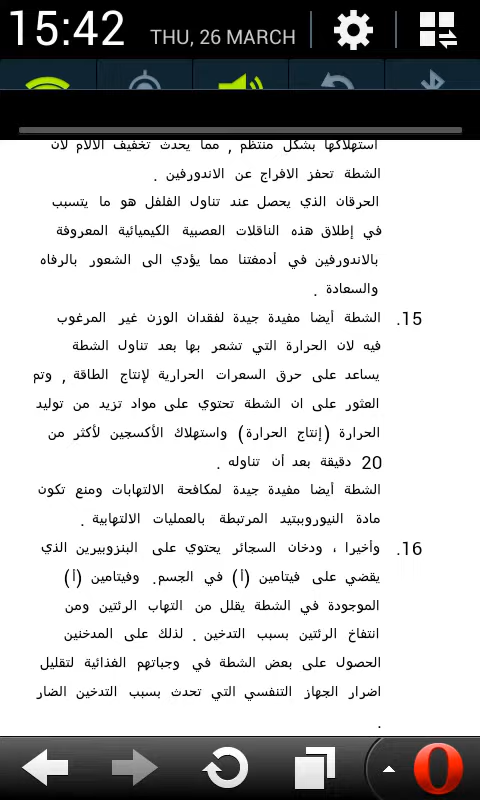 15:42
THU, 26 MARCH
استهلاكها بشكل منتظم , مما يحدث تخفيف الآلام لأن
الشطة تحفز الافراج عن الاندورفين .
الحرقان الذي يحصل عند تناول الفلفل هو ما يتسبب
في إطلاق هذه الناقلات العصبية الكيميائية المعروفة
بالاندورفين في أدمغتنا مما يؤدي الى الشعور بالرفاه
والسعادة .
15. الشطة أيضا مفيدة جيدة لفقدان الوزن غير المرغوب
فيه لان الحرارة التي تشعر بها بعد تناول الشطة
يساعد على حرق السعرات الحرارية لإنتاج الطاقة , وتم
العثور على ان الشطة تحتوي على مواد تزيد من توليد
الحرارة (إنتاج الحرارة) واستهلاك الأكسجين لأكثر من
20 دقيقة بعد أن تناوله .
الشطة أيضا مفيدة جيدة لمكافحة الالتهابات ومنع تكون
مادة النيوروببتيد المرتبطة بالعمليات الالتهابية .
16. وأخيرا ، ودخان السجائر يحتوي على البنزوبيرين الذي
يقضي على فيتامين (أ) في الجسم. وفيتامين (أ)
الموجودة في الشطة يقلل من التهاب الرئتين ومن
انتفاخ الرئتين بسبب التدخين . لذلك على المدخنين
الحصول على بعض الشطة في وجباتهم الغذائية لتقليل
اضرار الجهاز التنفسي التي تحدث بسبب التدخين الضار
.